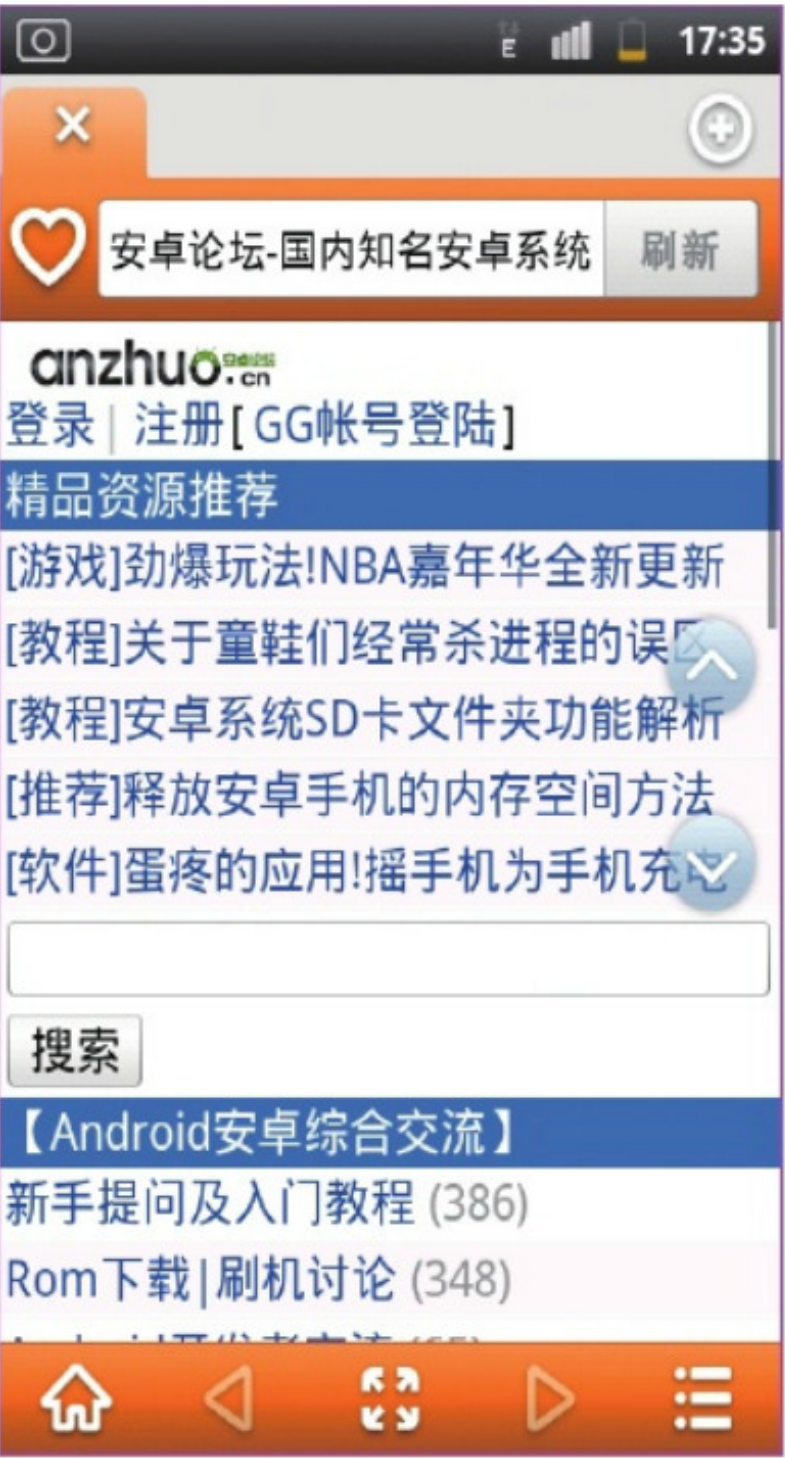 E 17:35
安卓论坛-国内知名安卓系统 刷新
anzhuo.cn 安卓论坛
登录 | 注册[ GG帐号登陆]
精品资源推荐
[游戏]劲爆玩法!NBA嘉年华全新更新
[教程]关于童鞋们经常杀进程的误区
[教程]安卓系统SD卡文件夹功能解析
[推荐]释放安卓手机的内存空间方法
[软件]蛋疼的应用!摇手机为手机充电
搜索
【Android安卓综合交流】
新手提问及入门教程 (386)
Rom下载|刷机讨论 (348)